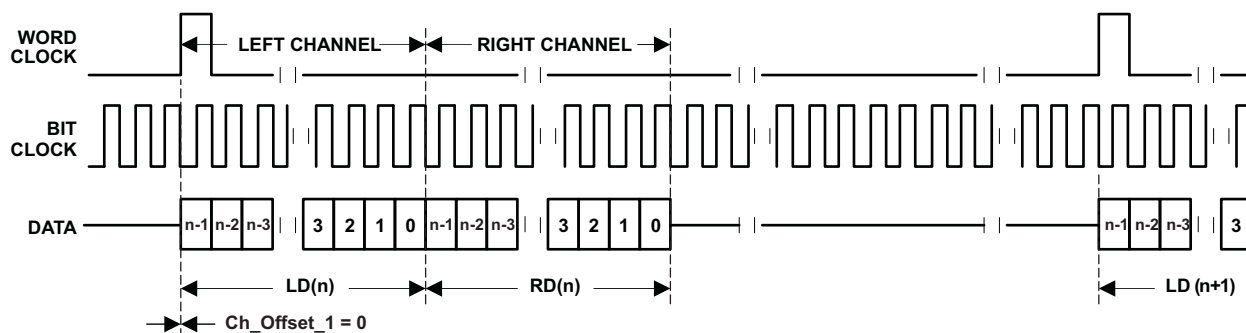 WORD
CLOCK
LEFT CHANNEL
RIGHT CHANNEL
BIT
CLOCK
DATA
n-1 n-2 n-3 3 2 1 0 n-1 n-2 n-3 3 2 1 0 n-1 n-2 n-3 3
LD(n)
RD(n)
LD (n+1)
Ch_Offset_1 = 0